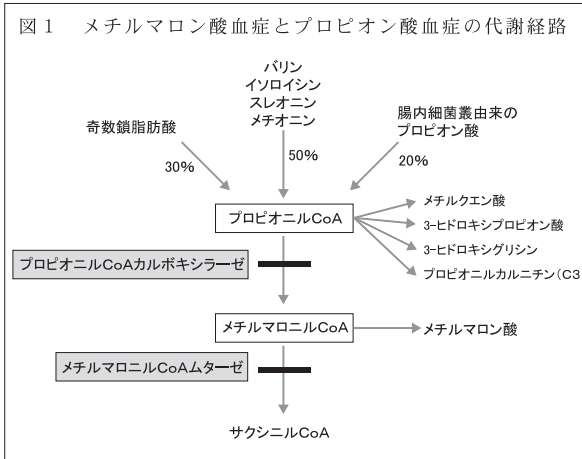 図1 メチルマロン酸血症とプロピオン酸血症の代謝経路
バリン
イソロイシン
スレオニン
メチオニン
奇数鎖脂肪酸
腸内細菌叢由来の
プロピオン酸
30%
50%
20%
プロピオニルCoA
メチルクエン酸
3-ヒドロキシプロピオン酸
3-ヒドロキシグリシン
プロピオニルカルニチン(C3
プロピオニルCoAカルボキシラーゼ
メチルマロニルCoA
メチルマロン酸
メチルマロニルCoAムターゼ
サクシニルCoA